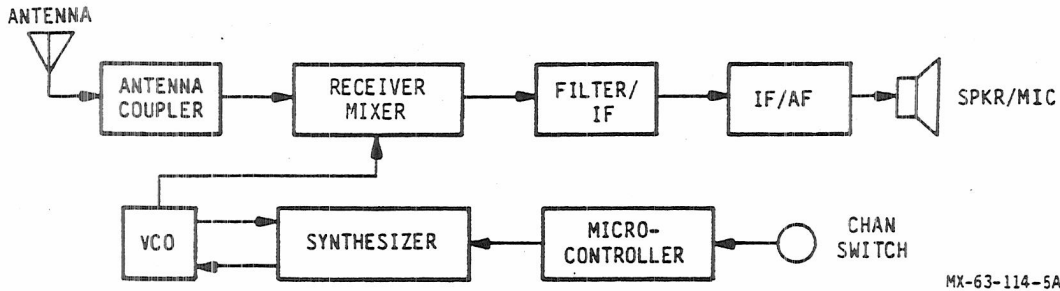 ANTENNA
ANTENNA
COUPLER
RECEIVER
MIXER
FILTER/
IF
IF/AF
SPKR/MIC
VCO
SYNTHESIZER
MICRO-
CONTROLLER
CHAN
SWITCH
MX-63-114-5A